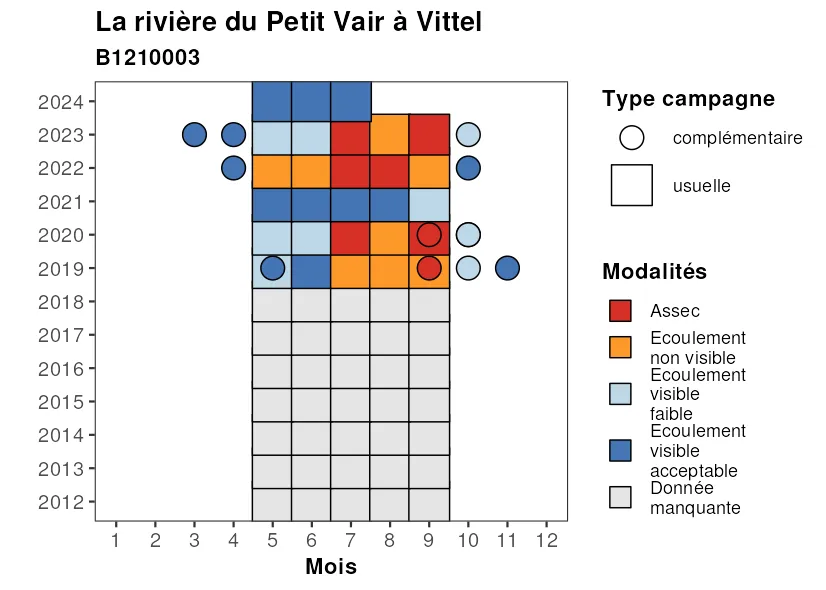 La rivière du Petit Vair à Vittel
B1210003
2024
2023
2022
2021
2020
2019
2018
2017
2016
2015
2014
2013
2012
1 2 3 4 5 6 7 8 9 10 11 12
Mois
Type campagne
complémentaire
usuelle
Modalités
Assec
Ecoulement
non visible
Ecoulement
visible
faible
Ecoulement
visible
acceptable
Donnée
manquante